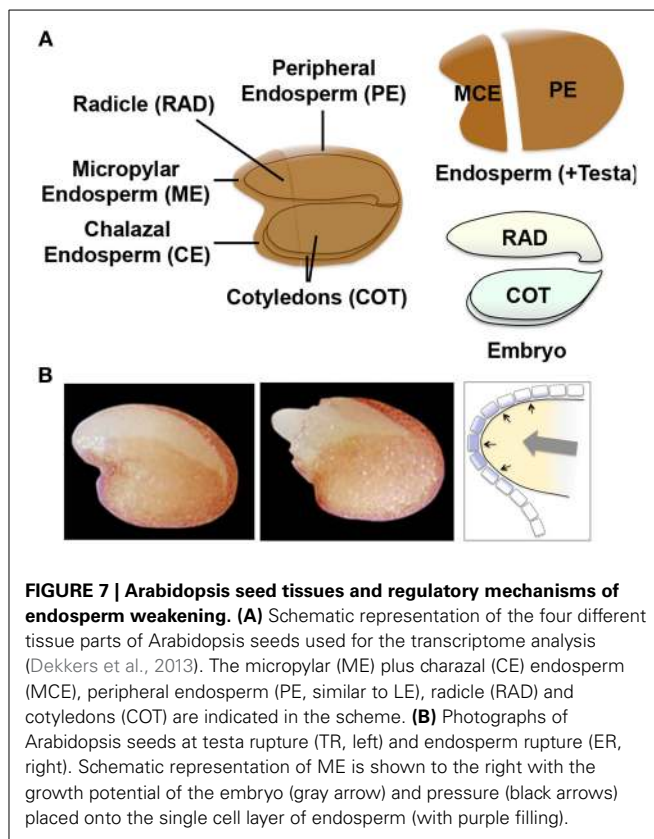 A
Peripheral
Endosperm (PE)
Radicle (RAD)
Micropylar
Endosperm (ME)
Chalazal
Endosperm (CE)
Cotyledons (COT)
MCE
PE
Endosperm (+Testa)
RAD
COT
Embryo
B
FIGURE 7 | Arabidopsis seed tissues and regulatory mechanisms of
endosperm weakening. (A) Schematic representation of the four different
tissue parts of Arabidopsis seeds used for the transcriptome analysis
(Dekkers et al., 2013). The micropylar (ME) plus charazal (CE) endosperm
(MCE), peripheral endosperm (PE, similar to LE), radicle (RAD) and
cotyledons (COT) are indicated in the scheme. (B) Photographs of
Arabidopsis seeds at testa rupture (TR, left) and endosperm rupture (ER,
right). Schematic representation of ME is shown to the right with the
growth potential of the embryo (gray arrow) and pressure (black arrows)
placed onto the single cell layer of endosperm (with purple filling).